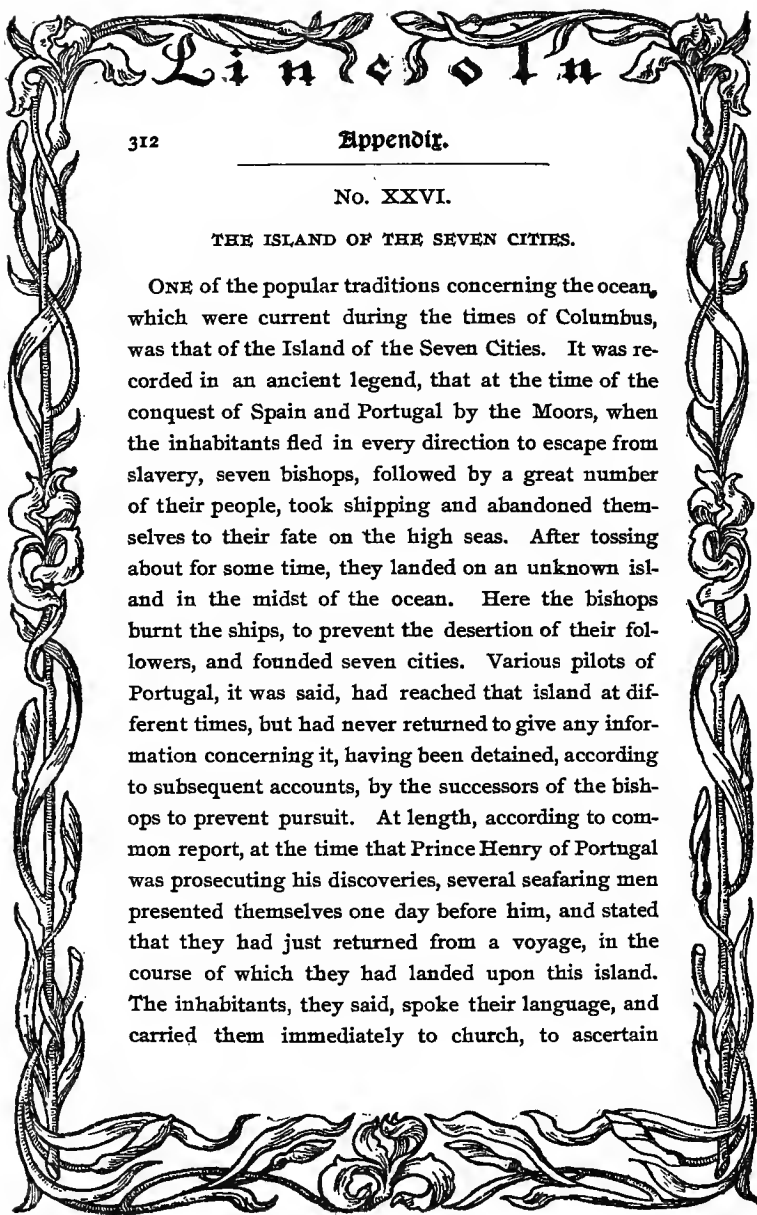 Lincoln
312 Appendix.
No. XXVI.
THE ISLAND OF THE SEVEN CITIES.
ONE of the popular traditions concerning the ocean,
which were current during the times of Columbus,
was that of the Island of the Seven Cities. It was re-
corded in an ancient legend, that at the time of the
conquest of Spain and Portugal by the Moors, when
the inhabitants fled in every direction to escape from
slavery, seven bishops, followed by a great number
of their people, took shipping and abandoned them-
selves to their fate on the high seas. After tossing
about for some time, they landed on an unknown isl-
and in the midst of the ocean. Here the bishops
burnt the ships, to prevent the desertion of their fol-
lowers, and founded seven cities. Various pilots of
Portugal, it was said, had reached that island at dif-
ferent times, but had never returned to give any infor-
mation concerning it, having been detained, according
to subsequent accounts, by the successors of the bish-
ops to prevent pursuit. At length, according to com-
mon report, at the time that Prince Henry of Portugal
was prosecuting his discoveries, several seafaring men
presented themselves one day before him, and stated
that they had just returned from a voyage, in the
course of which they had landed upon this island.
The inhabitants, they said, spoke their language, and
carried them immediately to church, to ascertain